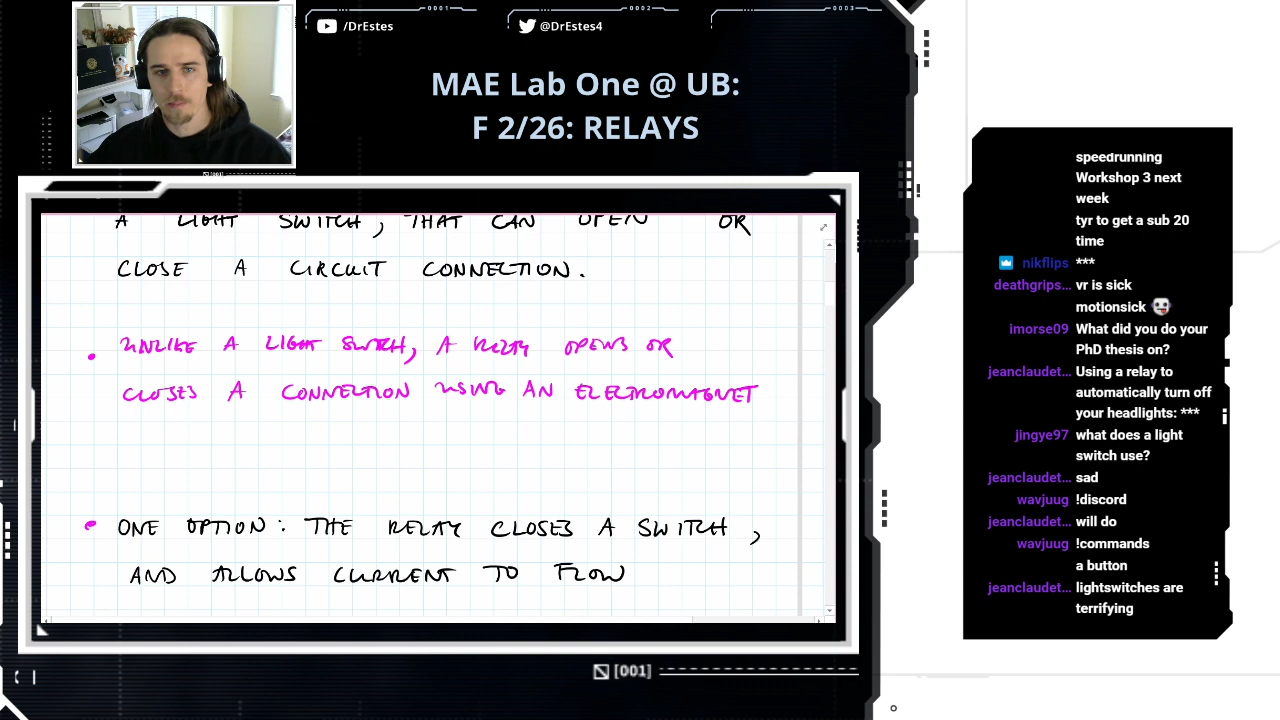 0001
0002
0003
/DrEstes
@DrEstes4
MAE Lab One @ UB:
F 2/26: RELAYS
[001]
A LIGHT SWITCH, THAT CAN OPEN OR
CLOSE A CIRCUIT CONNECTION.
• UNLIKE A LIGHT SWITCH, A RELAY OPENS OR
CLOSES A CONNECTION USING AN ELECTROMAGNET
• ONE OPTION: THE RELAY CLOSES A SWITCH,
AND ALLOWS CURRENT TO FLOW
[001]
speedrunning
Workshop 3 next
week
tyr to get a sub 20
time
nikflips ***
deathgrips... vr is sick
motionsick
imorse09 What did you do your
PhD thesis on?
jeanclaudet... Using a relay to
automatically turn off
your headlights: ***
jingye97 what does a light
switch use?
jeanclaudet... sad
wavjuug !discord
jeanclaudet... will do
wavjuug !commands
a button
jeanclaudet... lightswitches are
terrifying